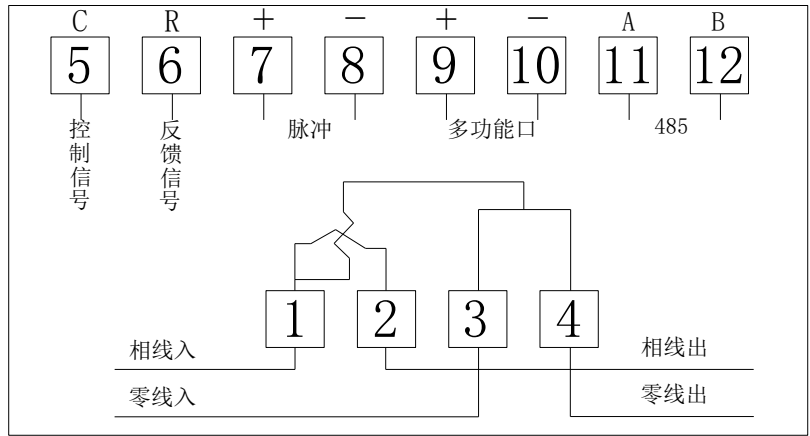 C R + − + − A B
5 6 7 8 9 10 11 12
控制信号 反馈信号 脉冲 多功能口 485
1 2 3 4
相线入 相线出
零线入 零线出